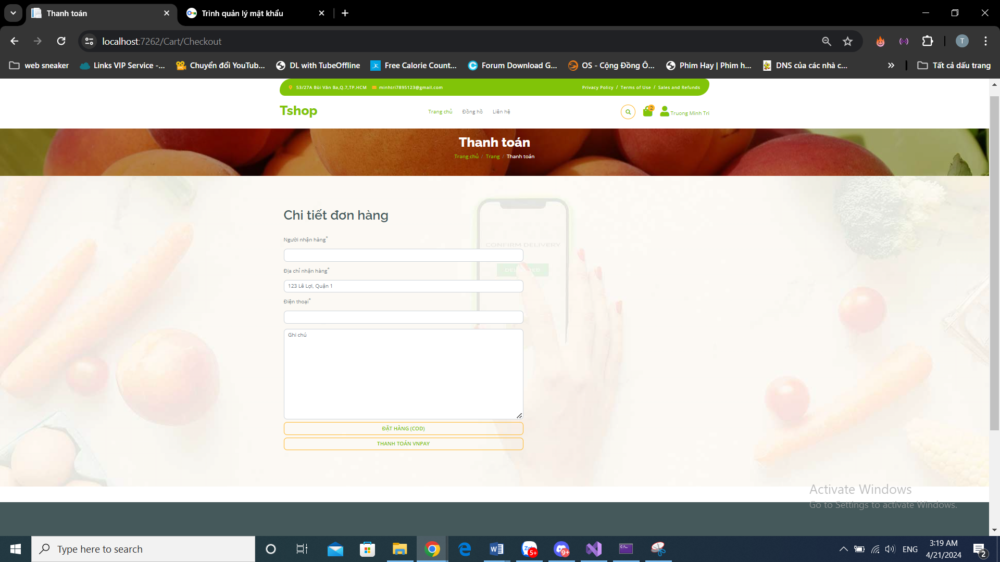 Thanh toán
Trình quản lý mật khẩu
localhost:7262/Cart/Checkout
T
web sneaker
Links VIP Service -...
Chuyển đổi YouTub...
DL with TubeOffline
Free Calorie Count...
Forum Download G...
OS - Cộng Đồng Ô...
Phim Hay | Phim h...
DNS của các nhà c...
Tất cả dấu trang
53/27A Bùi Văn Ba,Q.7,TP.HCM minhtri7895123@gmail.com
Privacy Policy / Terms of Use / Sales and Refunds
Tshop
Trang chủ Đồng hồ Liên hệ
2
Truong Minh Tri
Thanh toán
Trang chủ / Trang / Thanh toán
Chi tiết đơn hàng
CONFIRM DELIVERY
Người nhận hàng*
Địa chỉ nhận hàng*
123 Lê Lợi, Quận 1
Điện thoại*
Ghi chú
ĐẶT HÀNG (COD)
THANH TOÁN VNPAY
Activate Windows
Go to Settings to activate Windows.
Type here to search
5+
9+
ENG
3:19 AM
4/21/2024
2